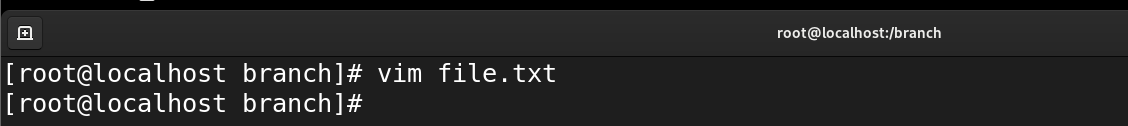 root@localhost:/branch
[root@localhost branch]# vim file.txt
[root@localhost branch]#